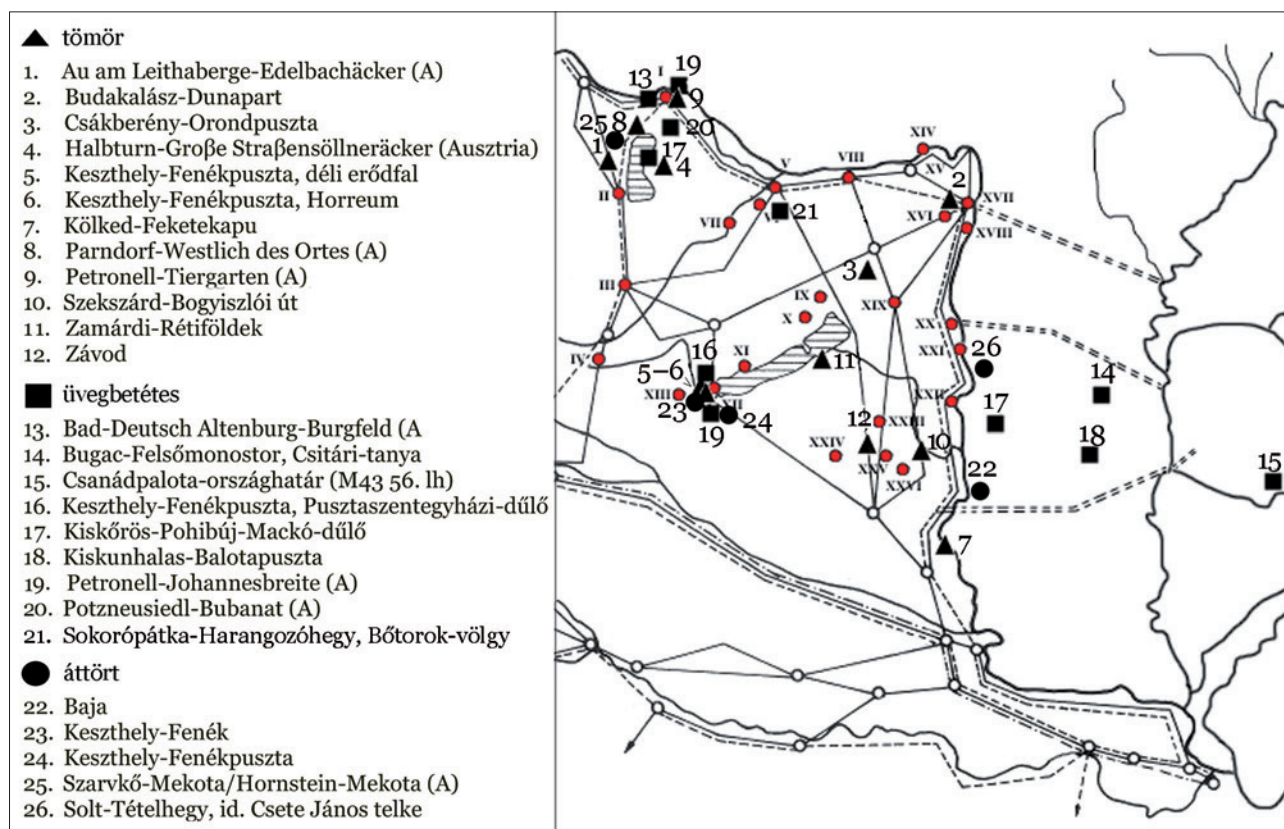 tömör
1. Au am Leithaberge-Edelbachäcker (A)
2. Budakalász-Dunapart
3. Csákberény-Orondpuszta
4. Halbturn-Große Straßensöllneräcker (Ausztria)
5. Keszthely-Fenékpuszta, déli erődfal
6. Keszthely-Fenékpuszta, Horreum
7. Kölked-Feketekapu
8. Parndorf-Westlich des Ortes (A)
9. Petronell-Tiergarten (A)
10. Szekszárd-Bogyiszlói út
11. Zamárdi-Rétiföldek
12. Závod
üvegbetétes
13. Bad-Deutsch Altenburg-Burgfeld (A
14. Bugac-Felsőmonostor, Csitári-tanya
15. Csanádpalota-országhatár (M43 56. lh)
16. Keszthely-Fenékpuszta, Pusztaszentegyházi-dűlő
17. Kiskőrös-Pohibúj-Mackó-dűlő
18. Kiskunhalas-Balotapuszta
19. Petronell-Johannesbreite (A)
20. Potzneusiedl-Bubanat (A)
21. Sokorópátka-Harangozóhegy, Bőtorok-völgy
áttört
22. Baja
23. Keszthely-Fenék
24. Keszthely-Fenékpuszta
25. Szarvkő-Mekota/Hornstein-Mekota (A)
26. Solt-Tételhegy, id. Csete János telke
I 19
13 9
25 8 20
1 17
4
II
V VIII XIV
XV
2 XVII
XVI
VII 21 XVIII
3
III
IX
X XIX
XX
IV XI XXI 26
16 11
5–6
XIII XII XXII 14
23 24 17
19
12 XXIII
XXIV 10 18
XXV
XXVI 15
22
7